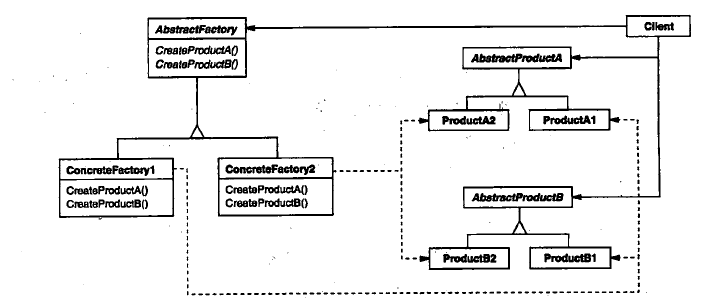 AbstractFactory
CreateProductA()
CreateProductB()
Client
AbstractProductA
ProductA2
ProductA1
ConcreteFactory1
CreateProductA()
CreateProductB()
ConcreteFactory2
CreateProductA()
CreateProductB()
AbstractProductB
ProductB2
ProductB1